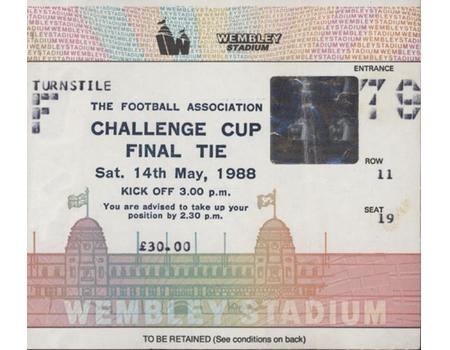 WEMBLEY
STADIUM
TURNSTILE
F
ENTRANCE
THE FOOTBALL ASSOCIATION
CHALLENGE CUP
FINAL TIE
Sat. 14th May, 1988
KICK OFF 3.00 p.m.
You are advised to take up your
position by 2.30 p.m.
ROW
11
SEAT
19
£30.00
WEMBLEY STADIUM
TO BE RETAINED (See conditions on back)